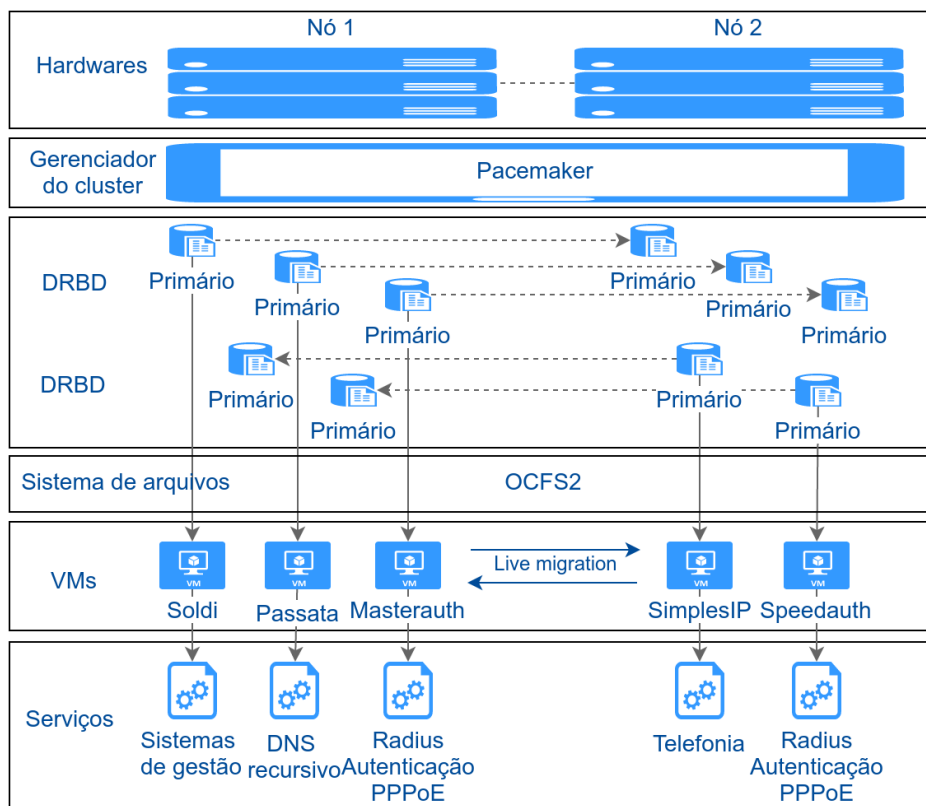 Nó 1
Nó 2
Hardwares
Gerenciador
do cluster
Pacemaker
DRBD
Primário
Primário
Primário
Primário
Primário
Primário
DRBD
Primário
Primário
Primário
Primário
Sistema de arquivos
OCFS2
VMs
VM
VM
VM
Live migration
VM
VM
Soldi
Passata
Masterauth
SimplesIP
Speedauth
Serviços
Sistemas
de gestão
DNS
recursivo
Radius
Autenticação
PPPoE
Telefonia
Radius
Autenticação
PPPoE